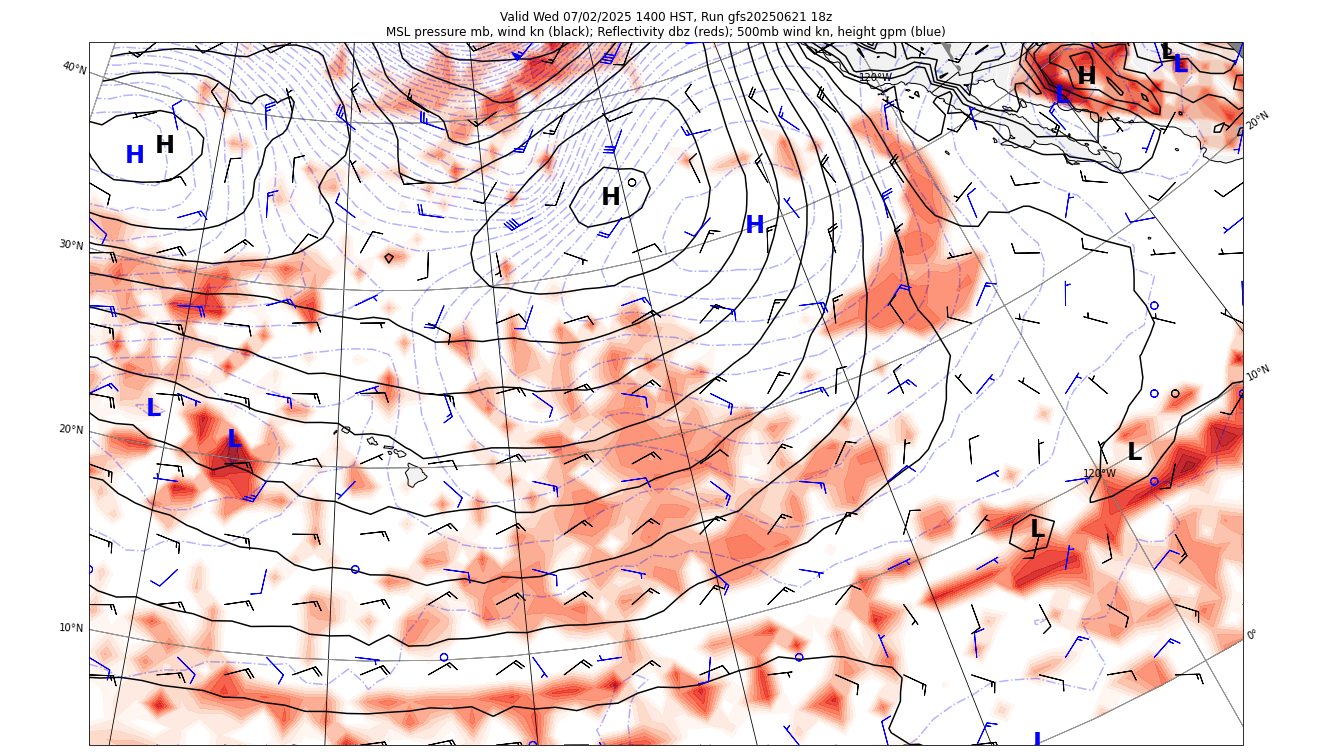 Valid Wed 07/02/2025 1400 HST, Run gfs20250621 18z
MSL pressure mb, wind kn (black); Reflectivity dbz (reds); 500mb wind kn, height gpm (blue)
40°N
120°W
L
L
H
L
20°N
H
H
H
H
30°N
10°N
L
L
20°N
L
120°W
L
10°N
0°
L